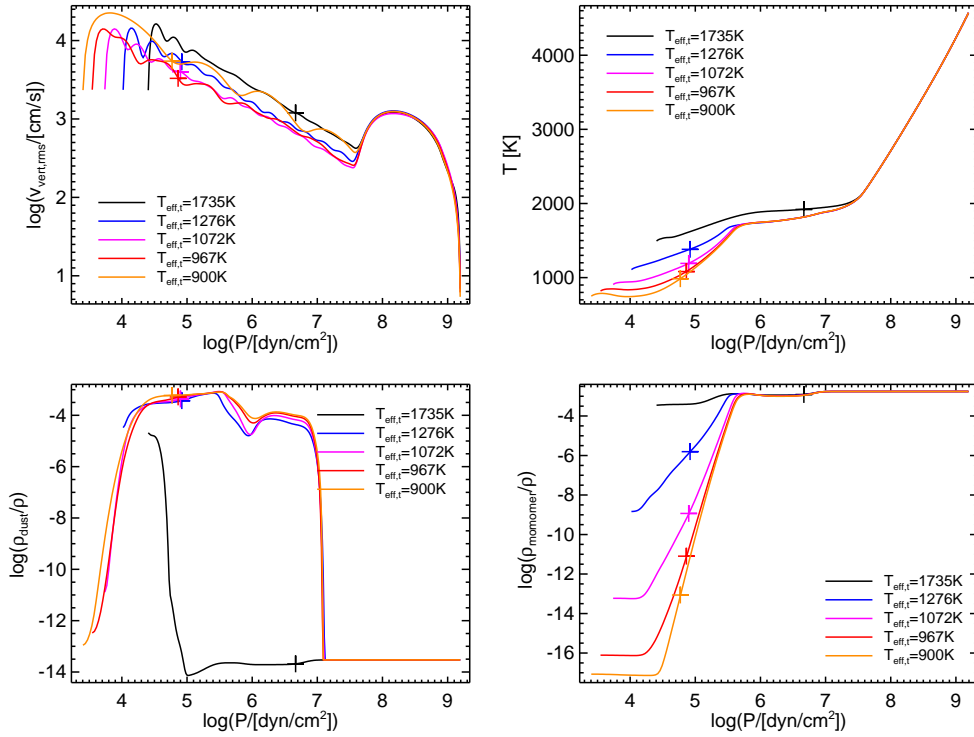 log(v_vert,rms/[cm/s])
4
3
2
1
T_eff,t=1735K
T_eff,t=1276K
T_eff,t=1072K
T_eff,t=967K
T_eff,t=900K
4 5 6 7 8 9
log(P/[dyn/cm²])
T [K]
4000
3000
2000
1000
T_eff,t=1735K
T_eff,t=1276K
T_eff,t=1072K
T_eff,t=967K
T_eff,t=900K
4 5 6 7 8 9
log(P/[dyn/cm²])
log(ρ_dust/ρ)
-4
-6
-8
-10
-12
-14
T_eff,t=1735K
T_eff,t=1276K
T_eff,t=1072K
T_eff,t=967K
T_eff,t=900K
4 5 6 7 8 9
log(P/[dyn/cm²])
log(ρ_momomer/ρ)
-4
-6
-8
-10
-12
-14
-16
T_eff,t=1735K
T_eff,t=1276K
T_eff,t=1072K
T_eff,t=967K
T_eff,t=900K
4 5 6 7 8 9
log(P/[dyn/cm²])